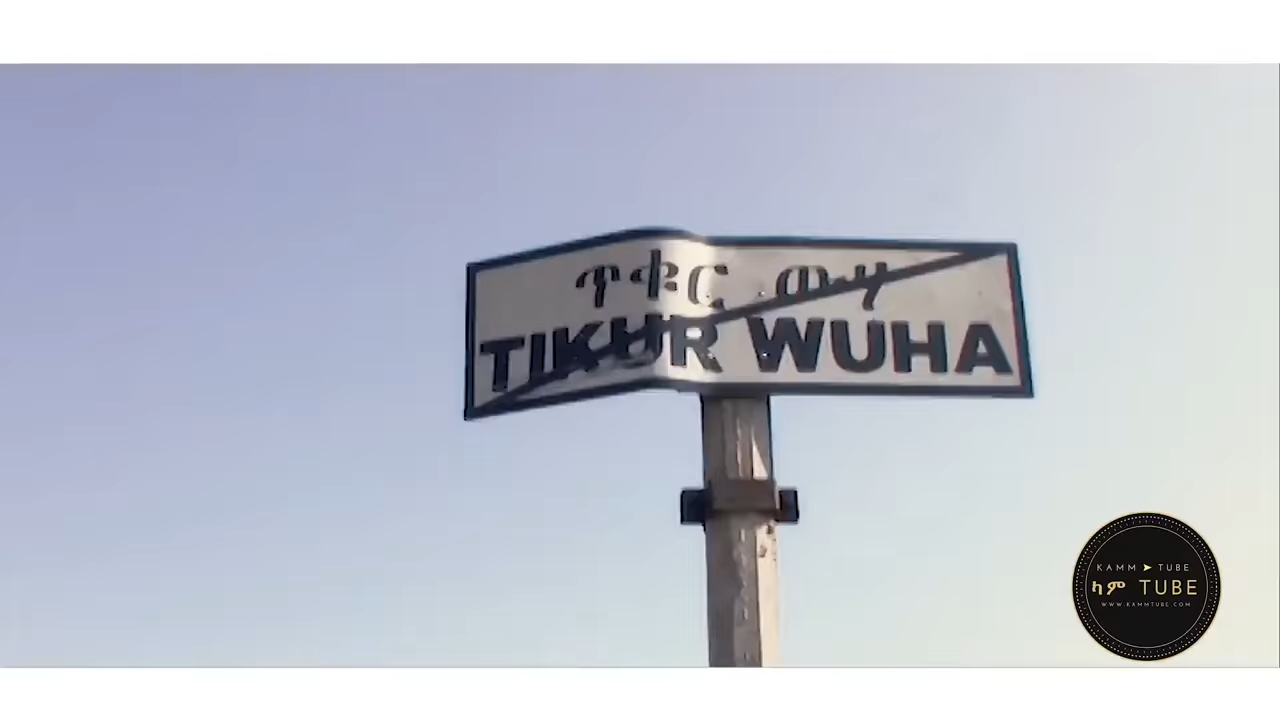 ጥቁር ውሃ
TIKUR WUHA
KAMM TUBE
ካም TUBE
WWW.KAMMTUBE.COM